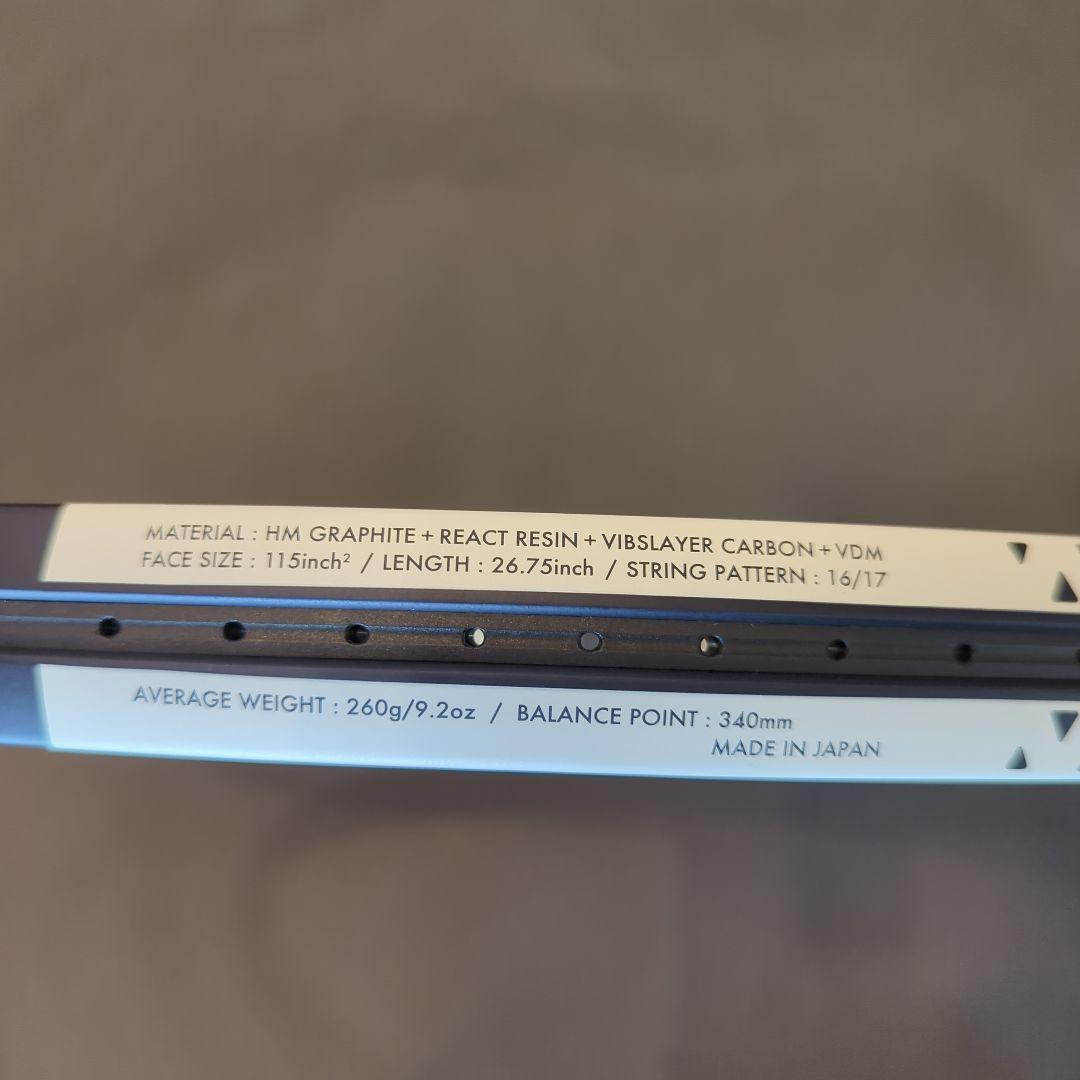 MATERIAL : HM GRAPHITE + REACT RESIN + VIBSLAYER CARBON + VDM
FACE SIZE : 115inch² / LENGTH : 26.75inch / STRING PATTERN : 16/17
AVERAGE WEIGHT : 260g/9.2oz / BALANCE POINT : 340mm
MADE IN JAPAN